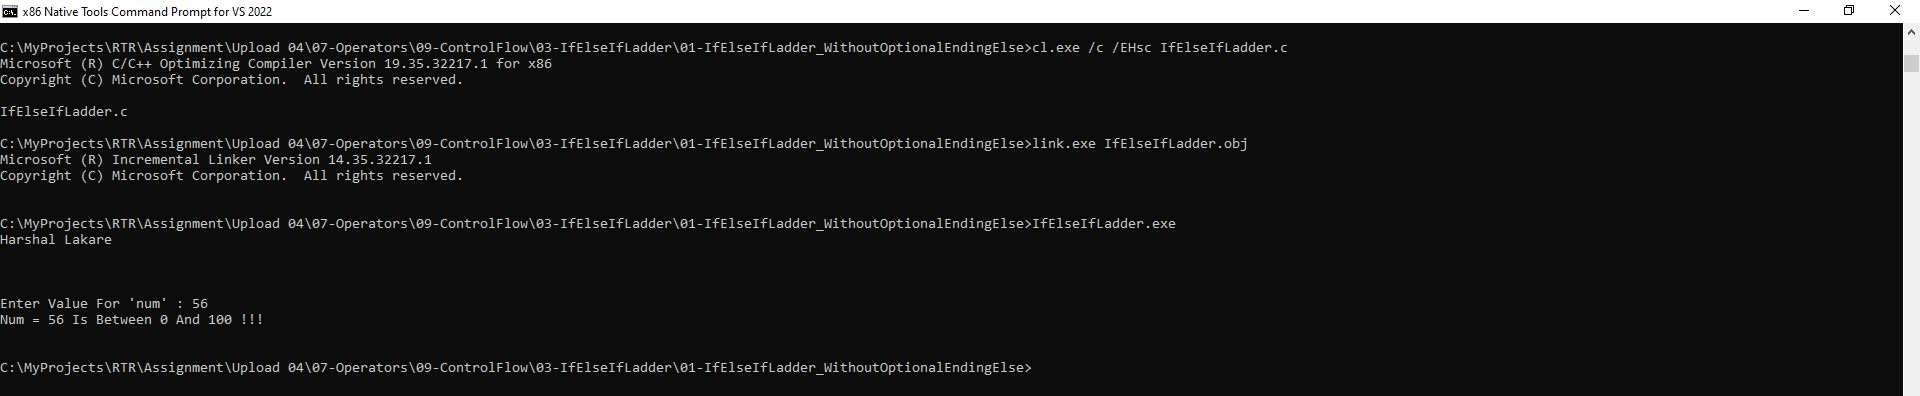 x86 Native Tools Command Prompt for VS 2022
C:\MyProjects\RTR\Assignment\Upload 04\07-Operators\09-ControlFlow\03-IfElseIfLadder\01-IfElseIfLadder_WithoutOptionalEndingElse>cl.exe /c /EHsc IfElseIfLadder.c
Microsoft (R) C/C++ Optimizing Compiler Version 19.35.32217.1 for x86
Copyright (C) Microsoft Corporation.  All rights reserved.
IfElseIfLadder.c
C:\MyProjects\RTR\Assignment\Upload 04\07-Operators\09-ControlFlow\03-IfElseIfLadder\01-IfElseIfLadder_WithoutOptionalEndingElse>link.exe IfElseIfLadder.obj
Microsoft (R) Incremental Linker Version 14.35.32217.1
Copyright (C) Microsoft Corporation.  All rights reserved.
C:\MyProjects\RTR\Assignment\Upload 04\07-Operators\09-ControlFlow\03-IfElseIfLadder\01-IfElseIfLadder_WithoutOptionalEndingElse>IfElseIfLadder.exe
Harshal Lakare
Enter Value For 'num' : 56
Num = 56 Is Between 0 And 100 !!!
C:\MyProjects\RTR\Assignment\Upload 04\07-Operators\09-ControlFlow\03-IfElseIfLadder\01-IfElseIfLadder_WithoutOptionalEndingElse>